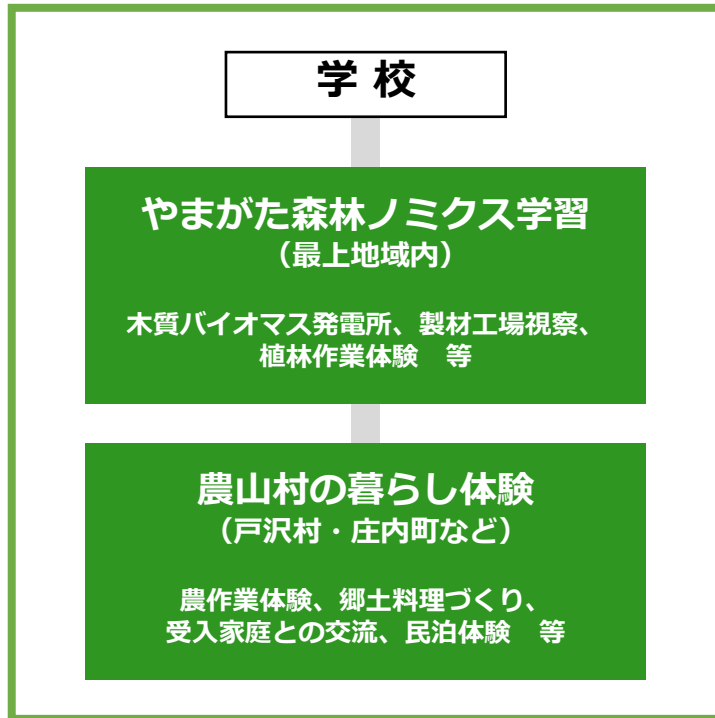 学 校
やまがた森林ノミクス学習
（最上地域内）
木質バイオマス発電所、製材工場視察、
植林作業体験　等
農山村の暮らし体験
（戸沢村・庄内町など）
農作業体験、郷土料理づくり、
受入家庭との交流、民泊体験　等